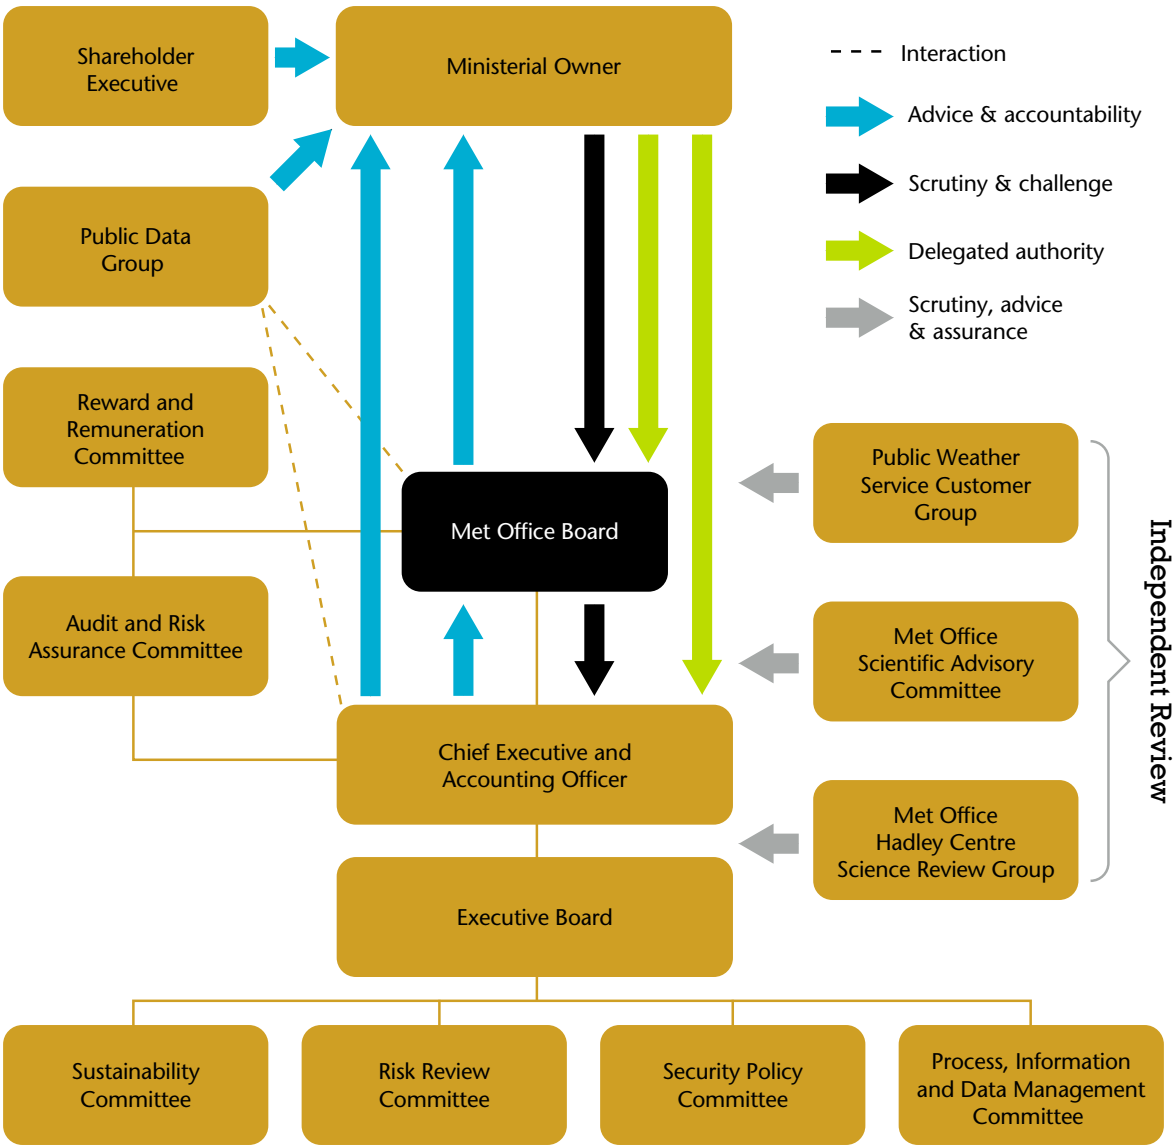 Shareholder
Executive
Ministerial Owner
Interaction
Advice & accountability
Scrutiny & challenge
Delegated authority
Scrutiny, advice
& assurance
Public Data
Group
Reward and
Remuneration
Committee
Met Office Board
Public Weather
Service Customer
Group
Audit and Risk
Assurance Committee
Met Office
Scientific Advisory
Committee
Independent Review
Chief Executive and
Accounting Officer
Met Office
Hadley Centre
Science Review Group
Executive Board
Sustainability
Committee
Risk Review
Committee
Security Policy
Committee
Process, Information
and Data Management
Committee